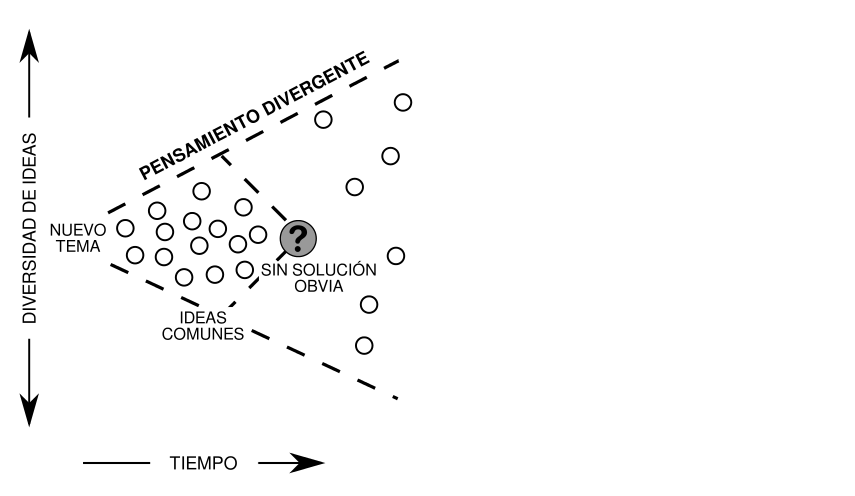 PENSAMIENTO DIVERGENTE
DIVERSIDAD DE IDEAS
NUEVO
TEMA
?
SIN SOLUCIÓN
OBVIA
IDEAS
COMUNES
TIEMPO